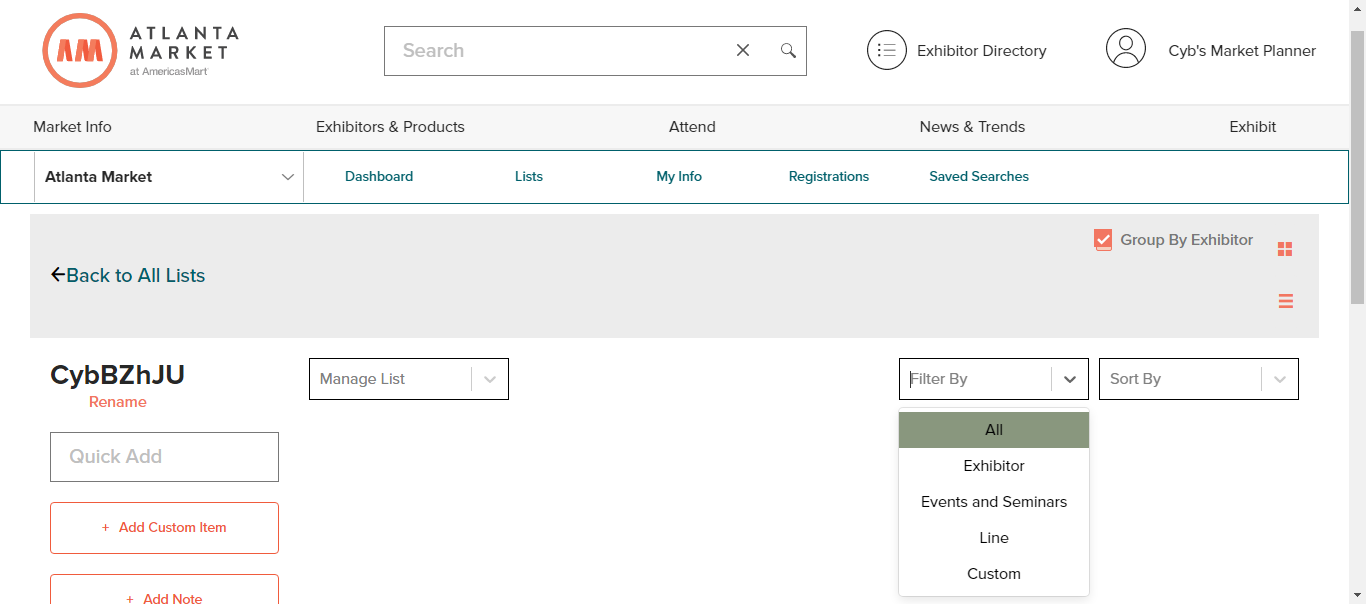 AM ATLANTA
MARKET
at AmericasMart
Search
Exhibitor Directory
Cyb's Market Planner
Market Info
Exhibitors & Products
Attend
News & Trends
Exhibit
Atlanta Market
Dashboard
Lists
My Info
Registrations
Saved Searches
Group By Exhibitor
Back to All Lists
CybBZhJU
Rename
Manage List
Filter By
Sort By
All
Exhibitor
Events and Seminars
Line
Custom
Quick Add
+ Add Custom Item
+ Add Note